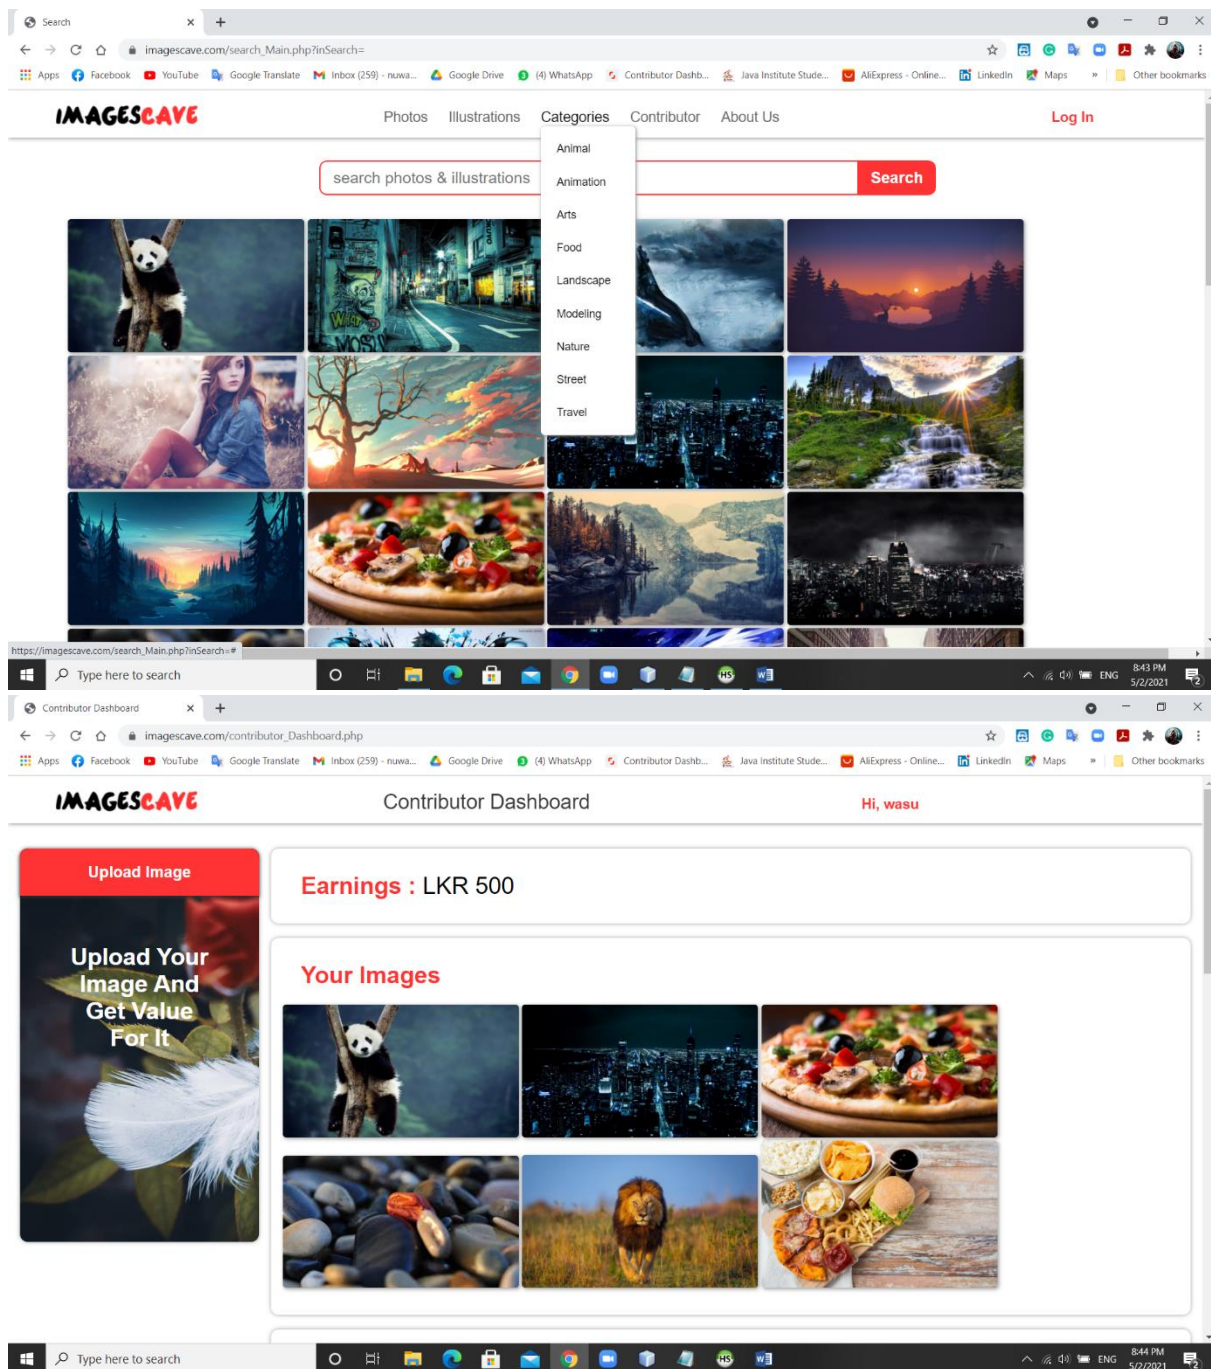 Search
imagescave.com/search_Main.php?inSearch=
Apps Facebook YouTube Google Translate Inbox (259) - nuwa... Google Drive (4) WhatsApp Contributor Dashb... Java Institute Stude... AliExpress - Online... LinkedIn Maps » Other bookmarks
IMAGESCAVE Photos Illustrations Categories Contributor About Us Log In
search photos & illustrations Search
Animal
Animation
Arts
Food
Landscape
Modeling
Nature
Street
Travel
WHAT
MOSLY
https://imagescave.com/search_Main.php?inSearch=#
Type here to search HS W ENG 8:43 PM
5/2/2021 2
Contributor Dashboard
imagescave.com/contributor_Dashboard.php
Apps Facebook YouTube Google Translate Inbox (259) - nuwa... Google Drive (4) WhatsApp Contributor Dashb... Java Institute Stude... AliExpress - Online... LinkedIn Maps » Other bookmarks
IMAGESCAVE Contributor Dashboard Hi, wasu
Upload Image
Upload Your
Image And
Get Value
For It
Earnings : LKR 500
Your Images
Type here to search HS W ENG 8:44 PM
5/2/2021 2